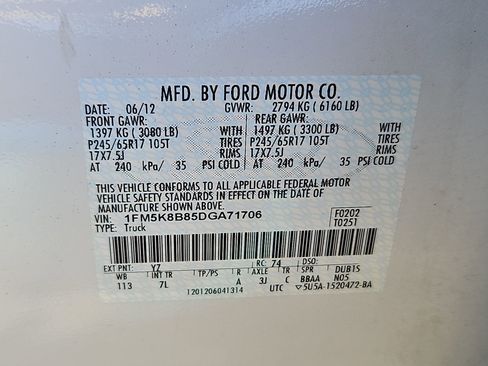 MFD. BY FORD MOTOR CO.
DATE: 06/12 GVWR: 2794 KG ( 6160 LB)
FRONT GAWR: REAR GAWR:
1397 KG ( 3080 LB) WITH 1497 KG ( 3300 LB) WITH
P245/65R17 105T TIRES P245/65R17 105T TIRES
17X7.5J RIMS 17X7.5J RIMS
AT 240 kPa/ 35 PSI COLD AT 240 kPa/ 35 PSI COLD
THIS VEHICLE CONFORMS TO ALL APPLICABLE FEDERAL MOTOR
VEHICLE SAFETY STANDARDS IN EFFECT ON THE DATE OF
MANUFACTURE SHOWN ABOVE.
VIN: 1FM5K8B85DGA71706 F0202
TYPE: Truck T0251
EXT PNT: YZ RC: 74 DUB1S
WB INT TR TP/PS R AXLE TR SPR N05
113 7L A 3J C BBAA
1201206041314 UTC ▽5U5A-1520472-BA